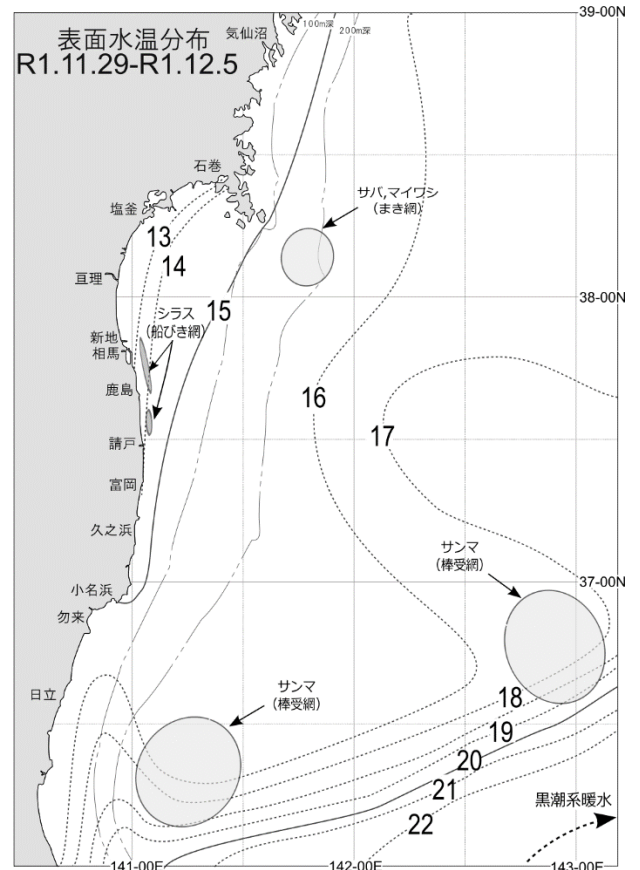 表面水温分布
R1.11.29-R1.12.5
気仙沼
100m深
200m深
39-00N
石巻
塩釜
サバ,マイワシ
(まき網)
13
14
亘理
38-00N
シラス
(船びき網)
15
新地
相馬
鹿島
16
17
請戸
富岡
久之浜
サンマ
(棒受網)
小名浜
37-00N
勿来
日立
サンマ
(棒受網)
18
19
20
21
22
黒潮系暖水
141-00E
142-00E
143-00E